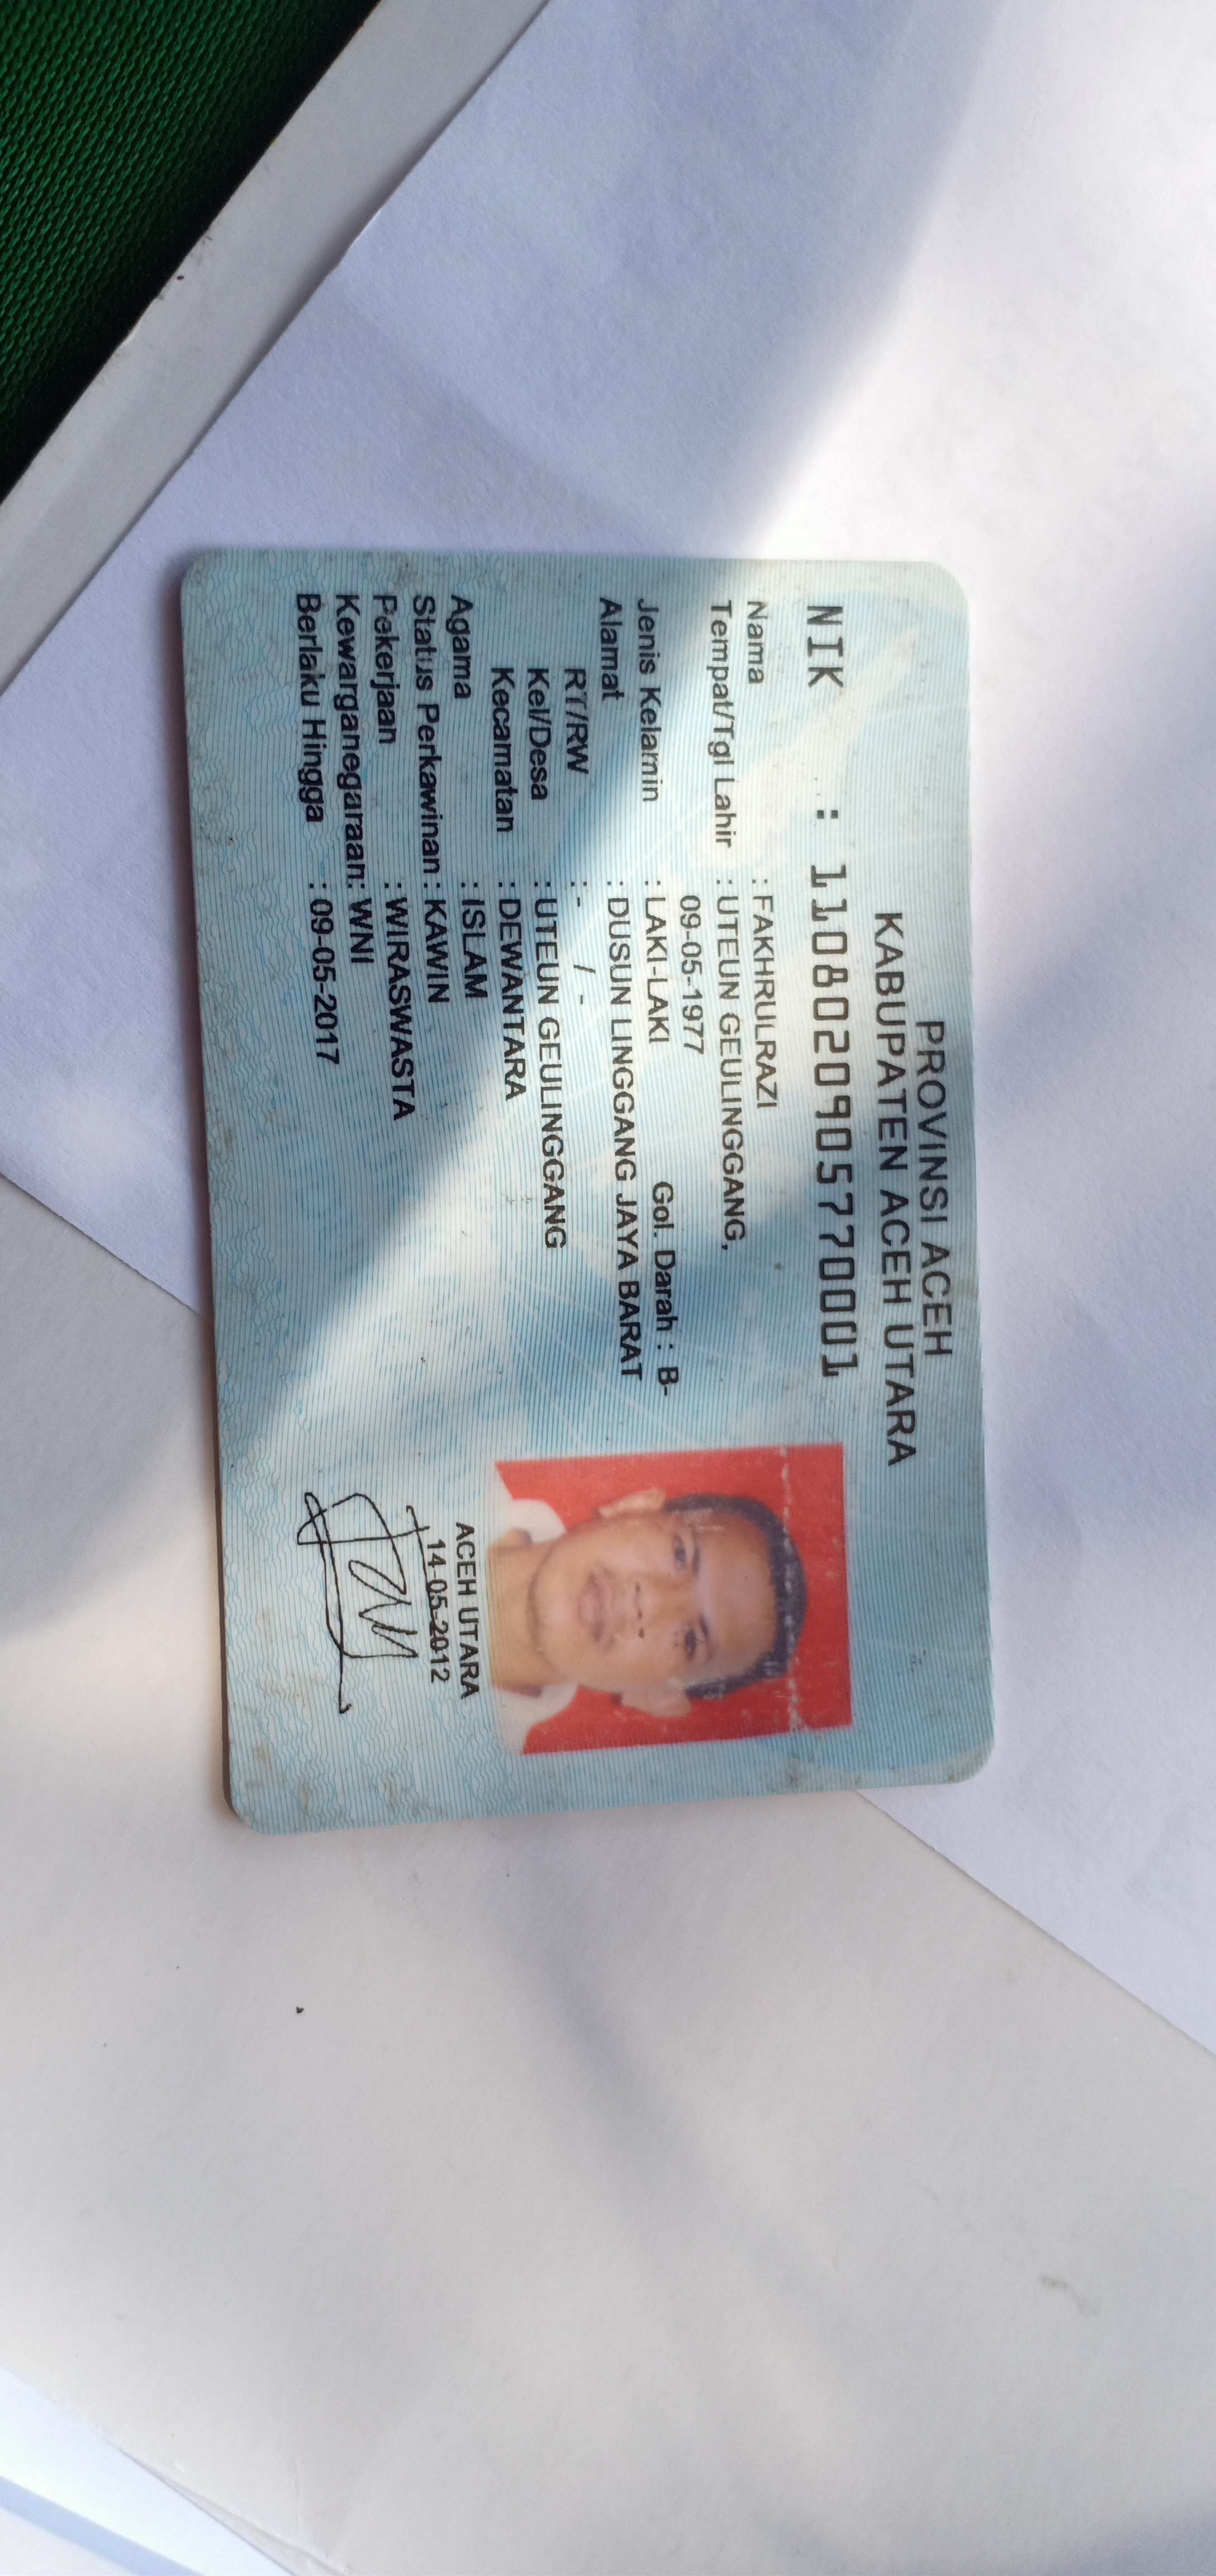 PROVINSI ACEH
KABUPATEN ACEH UTARA
NIK : 1108020905770001
Nama : FAKHRULRAZI
Tempat/Tgl Lahir : UTEUN GEULINGGANG,
09-05-1977
Jenis Kelamin : LAKI-LAKI Gol. Darah : B-
Alamat : DUSUN LINGGANG JAYA BARAT
RT/RW : - / -
Kel/Desa : UTEUN GEULINGGANG
Kecamatan : DEWANTARA
Agama : ISLAM
Status Perkawinan : KAWIN
Pekerjaan : WIRASWASTA
Kewarganegaraan: WNI
Berlaku Hingga : 09-05-2017
ACEH UTARA
14-05-2012